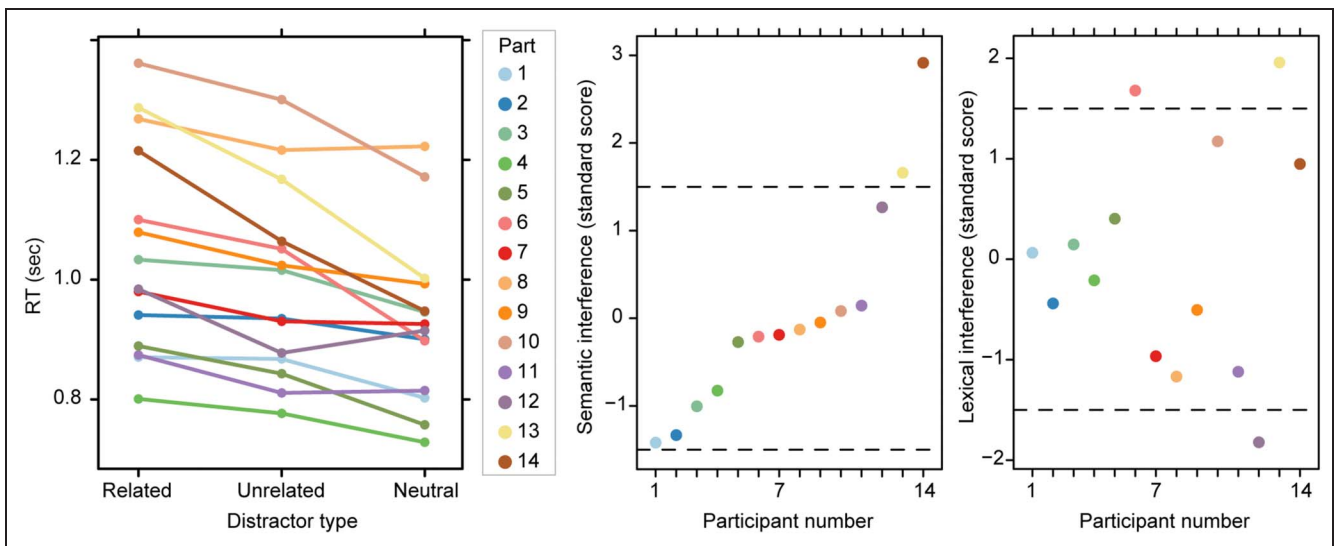 RT (sec)
1.2
1.0
0.8
Related Unrelated Neutral
Distractor type
Part
1
2
3
4
5
6
7
8
9
10
11
12
13
14
Semantic interference (standard score)
3
2
1
0
−1
1 7 14
Participant number
Lexical interference (standard score)
2
1
0
−1
−2
1 7 14
Participant number